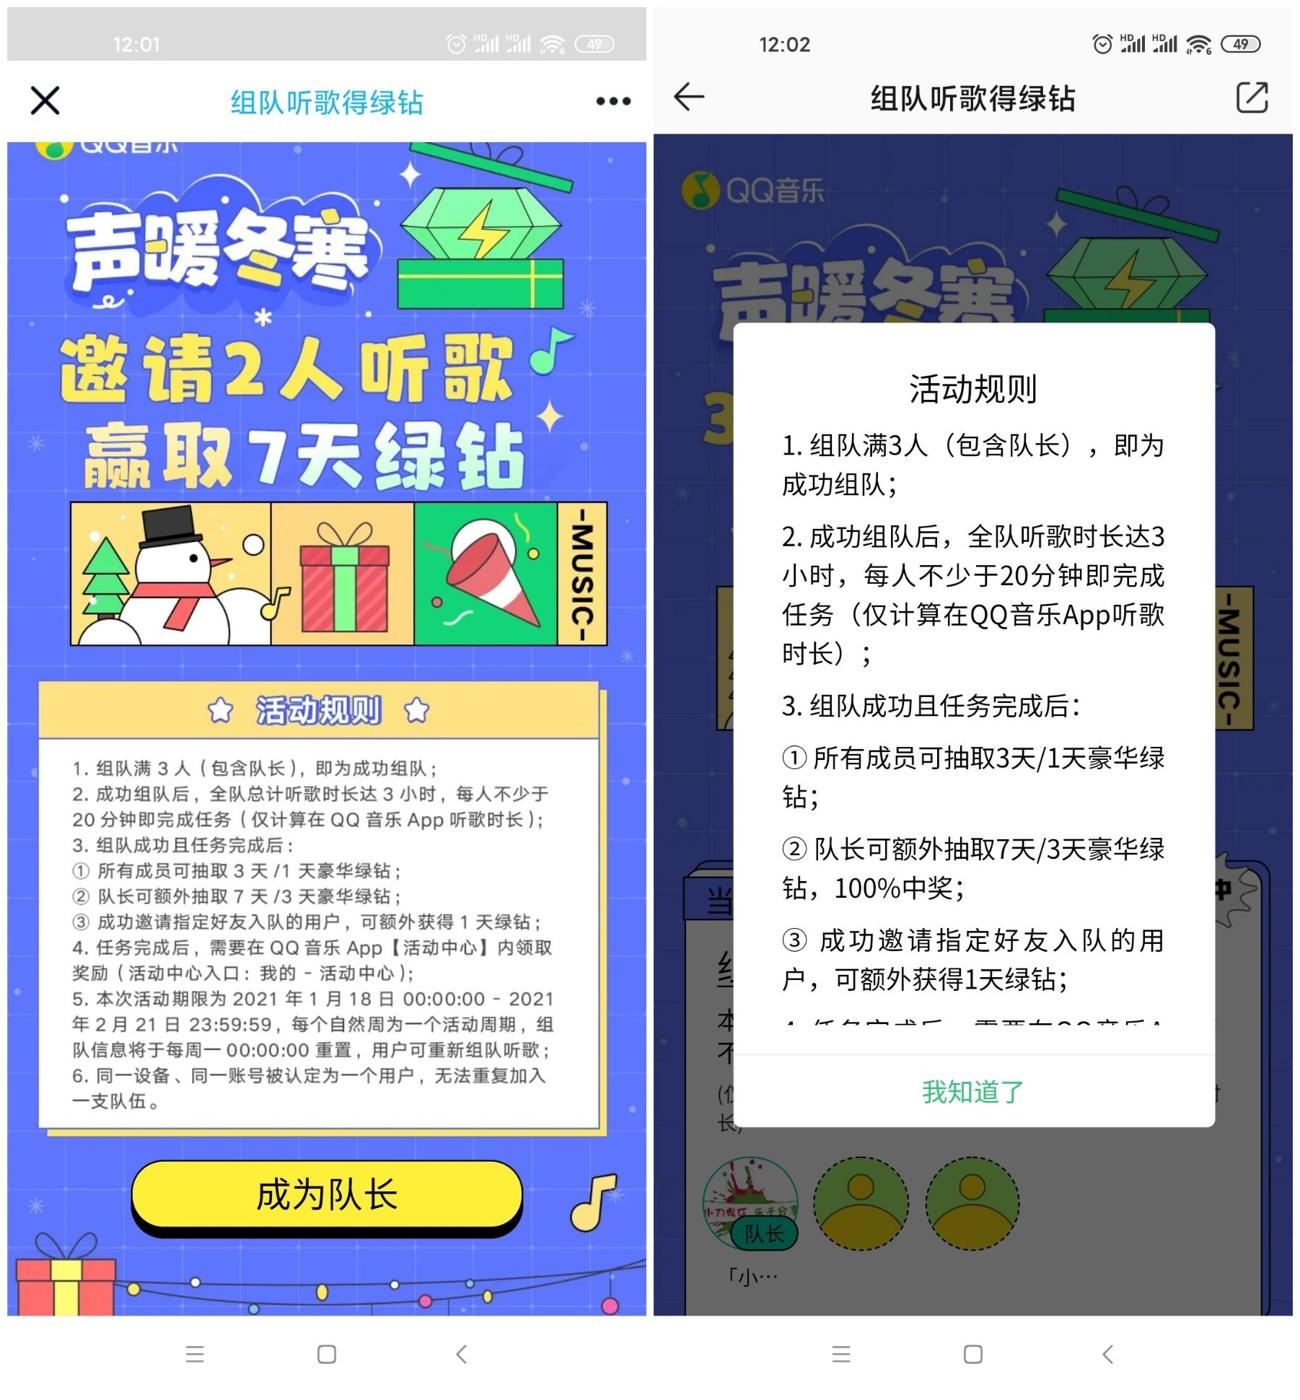 12:01
49
组队听歌得绿钻
QQ音乐
声暖冬寒
邀请2人听歌
赢取7天绿钻
-MUSIC-
活动规则
1. 组队满 3 人（包含队长），即为成功组队；
2. 成功组队后，全队总计听歌时长达 3 小时，每人不少于
20 分钟即完成任务（仅计算在 QQ 音乐 App 听歌时长）；
3. 组队成功且任务完成后：
① 所有成员可抽取 3 天 /1 天豪华绿钻；
② 队长可额外抽取 7 天 /3 天豪华绿钻；
③ 成功邀请指定好友入队的用户，可额外获得 1 天绿钻；
4. 任务完成后，需要在 QQ 音乐 App【活动中心】内领取
奖励（活动中心入口：我的 - 活动中心）；
5. 本次活动期限为 2021 年 1 月 18 日 00:00:00 - 2021
年 2 月 21 日 23:59:59，每个自然周为一个活动周期，组
队信息将于每周一 00:00:00 重置，用户可重新组队听歌；
6. 同一设备、同一账号被认定为一个用户，无法重复加入
一支队伍。
成为队长
12:02
49
组队听歌得绿钻
QQ音乐
声暖冬寒
3
-MUSIC-
活动规则
1. 组队满3人（包含队长），即为
成功组队；
2. 成功组队后，全队听歌时长达3
小时，每人不少于20分钟即完成
任务（仅计算在QQ音乐App听歌
时长）；
3. 组队成功且任务完成后：
① 所有成员可抽取3天/1天豪华绿
钻；
② 队长可额外抽取7天/3天豪华绿
钻，100%中奖；
③ 成功邀请指定好友入队的用
户，可额外获得1天绿钻；
4. 任务完成后，需要在QQ音乐A
我知道了
当
中
本
不
长)
队长
「小…